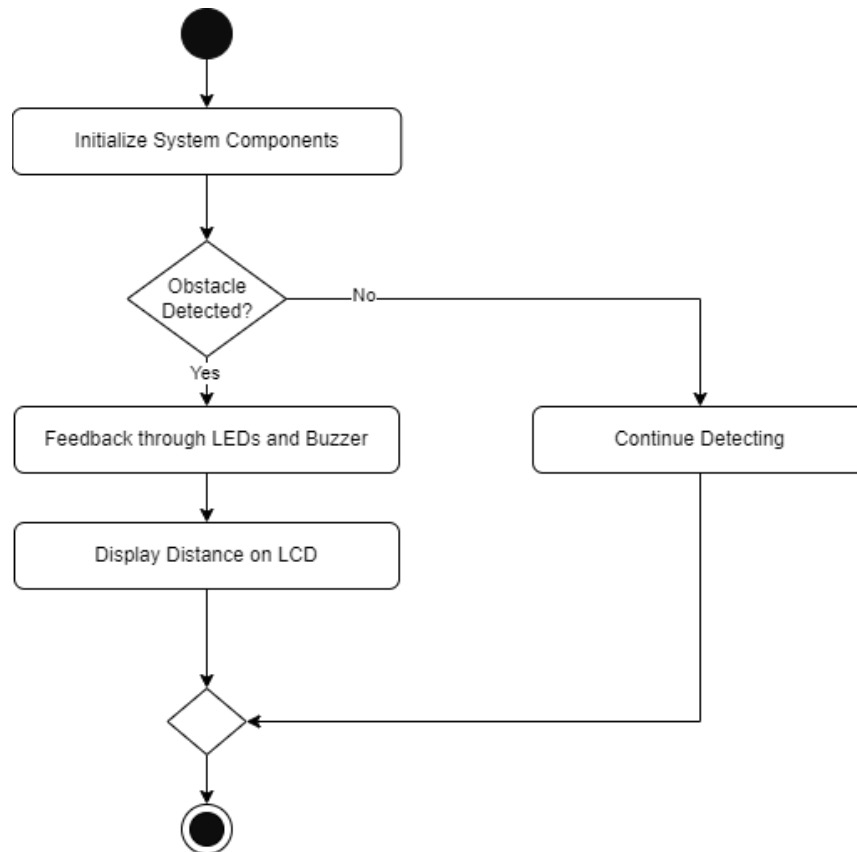 Initialize System Components
Obstacle
Detected?
No
Yes
Feedback through LEDs and Buzzer
Continue Detecting
Display Distance on LCD